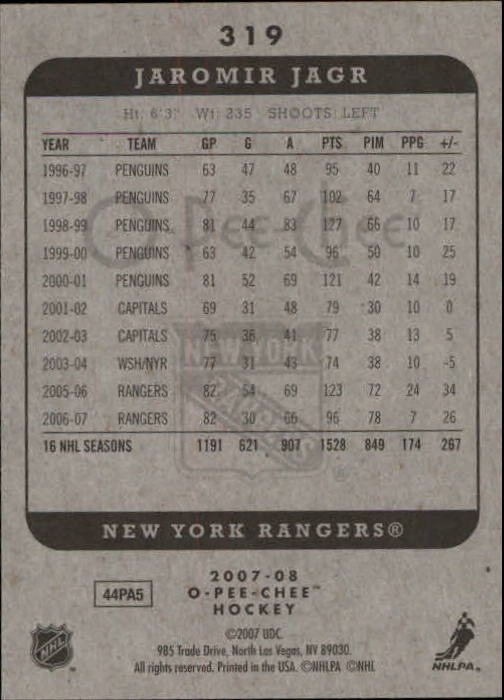 319
JAROMIR JAGR
Ht: 6'3" Wt: 235 SHOOTS: LEFT
YEAR TEAM GP G A PTS PIM PPG +/-
1996-97 PENGUINS 63 47 48 95 40 11 22
1997-98 PENGUINS 77 35 67 102 64 7 17
1998-99 PENGUINS 81 44 83 127 66 10 17
1999-00 PENGUINS 63 42 54 96 50 10 25
2000-01 PENGUINS 81 52 69 121 42 14 19
2001-02 CAPITALS 69 31 48 79 30 10 0
2002-03 CAPITALS 75 36 41 77 38 13 5
2003-04 WSH/NYR 77 31 43 74 38 10 -5
2005-06 RANGERS 82 54 69 123 72 24 34
2006-07 RANGERS 82 30 66 96 78 7 26
16 NHL SEASONS 1191 621 907 1528 849 174 267
O-Pee-Chee
NEW YORK
RANGERS
NEW YORK RANGERS®
44PA5
2007-08
O-PEE-CHEE™
HOCKEY
©2007 UDC.
985 Trade Drive, North Las Vegas, NV 89030.
All rights reserved. Printed in the USA. ©NHLPA ©NHL
NHL
NHLPA